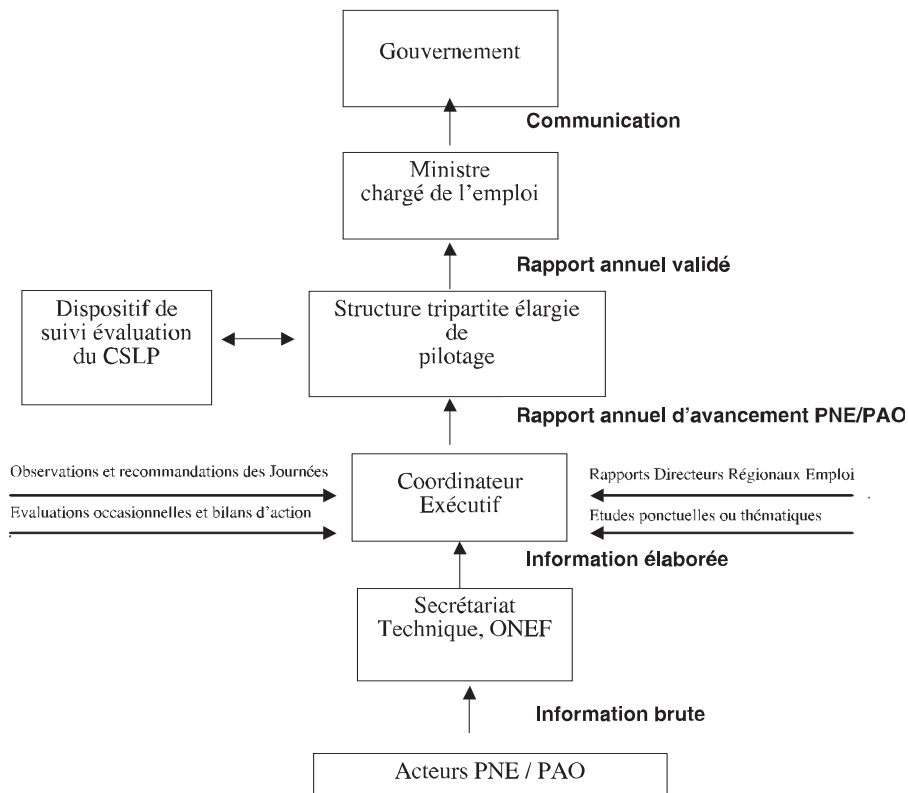 Gouvernement
Communication
Ministre
chargé de l'emploi
Rapport annuel validé
Dispositif de
suivi évaluation
du CSLP
Structure tripartite élargie
de
pilotage
Rapport annuel d'avancement PNE/PAO
Observations et recommandations des Journées
Evaluations occasionnelles et bilans d'action
Coordinateur
Exécutif
Rapports Directeurs Régionaux Emploi
Etudes ponctuelles ou thématiques
Information élaborée
Secrétariat
Technique, ONEF
Information brute
Acteurs PNE / PAO